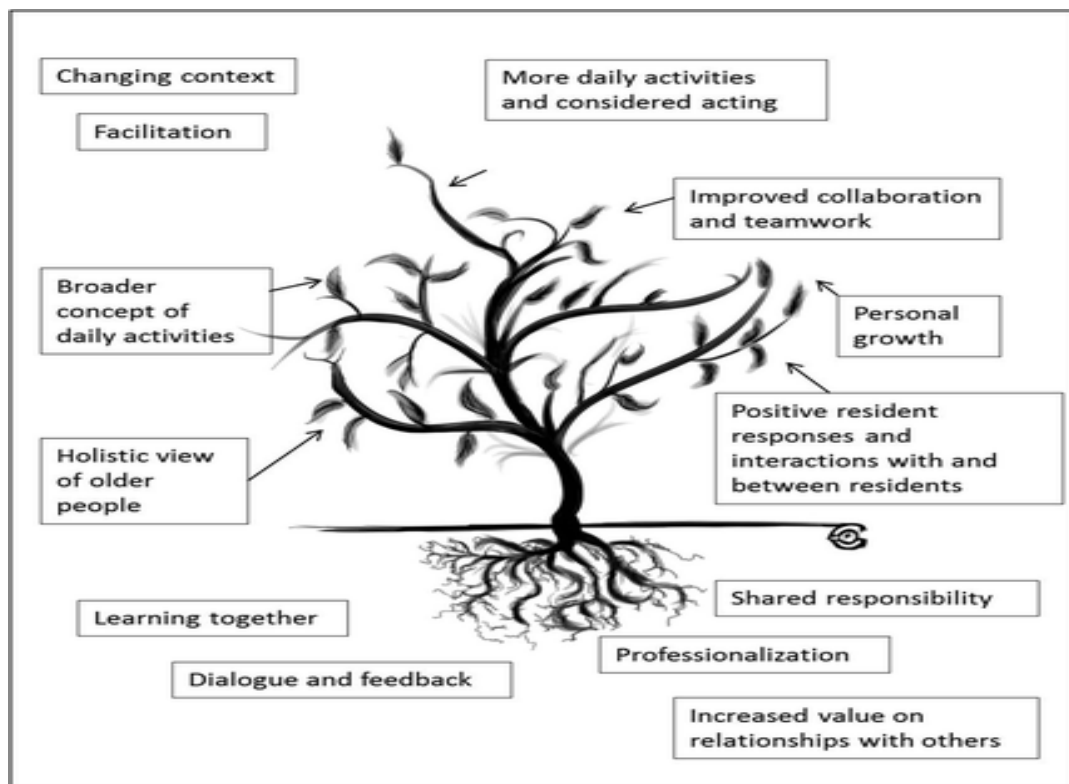 Changing context
More daily activities
and considered acting
Facilitation
Improved collaboration
and teamwork
Broader
concept of
daily activities
Personal
growth
Positive resident
responses and
interactions with and
between residents
Holistic view
of older
people
Shared responsibility
Learning together
Professionalization
Dialogue and feedback
Increased value on
relationships with others